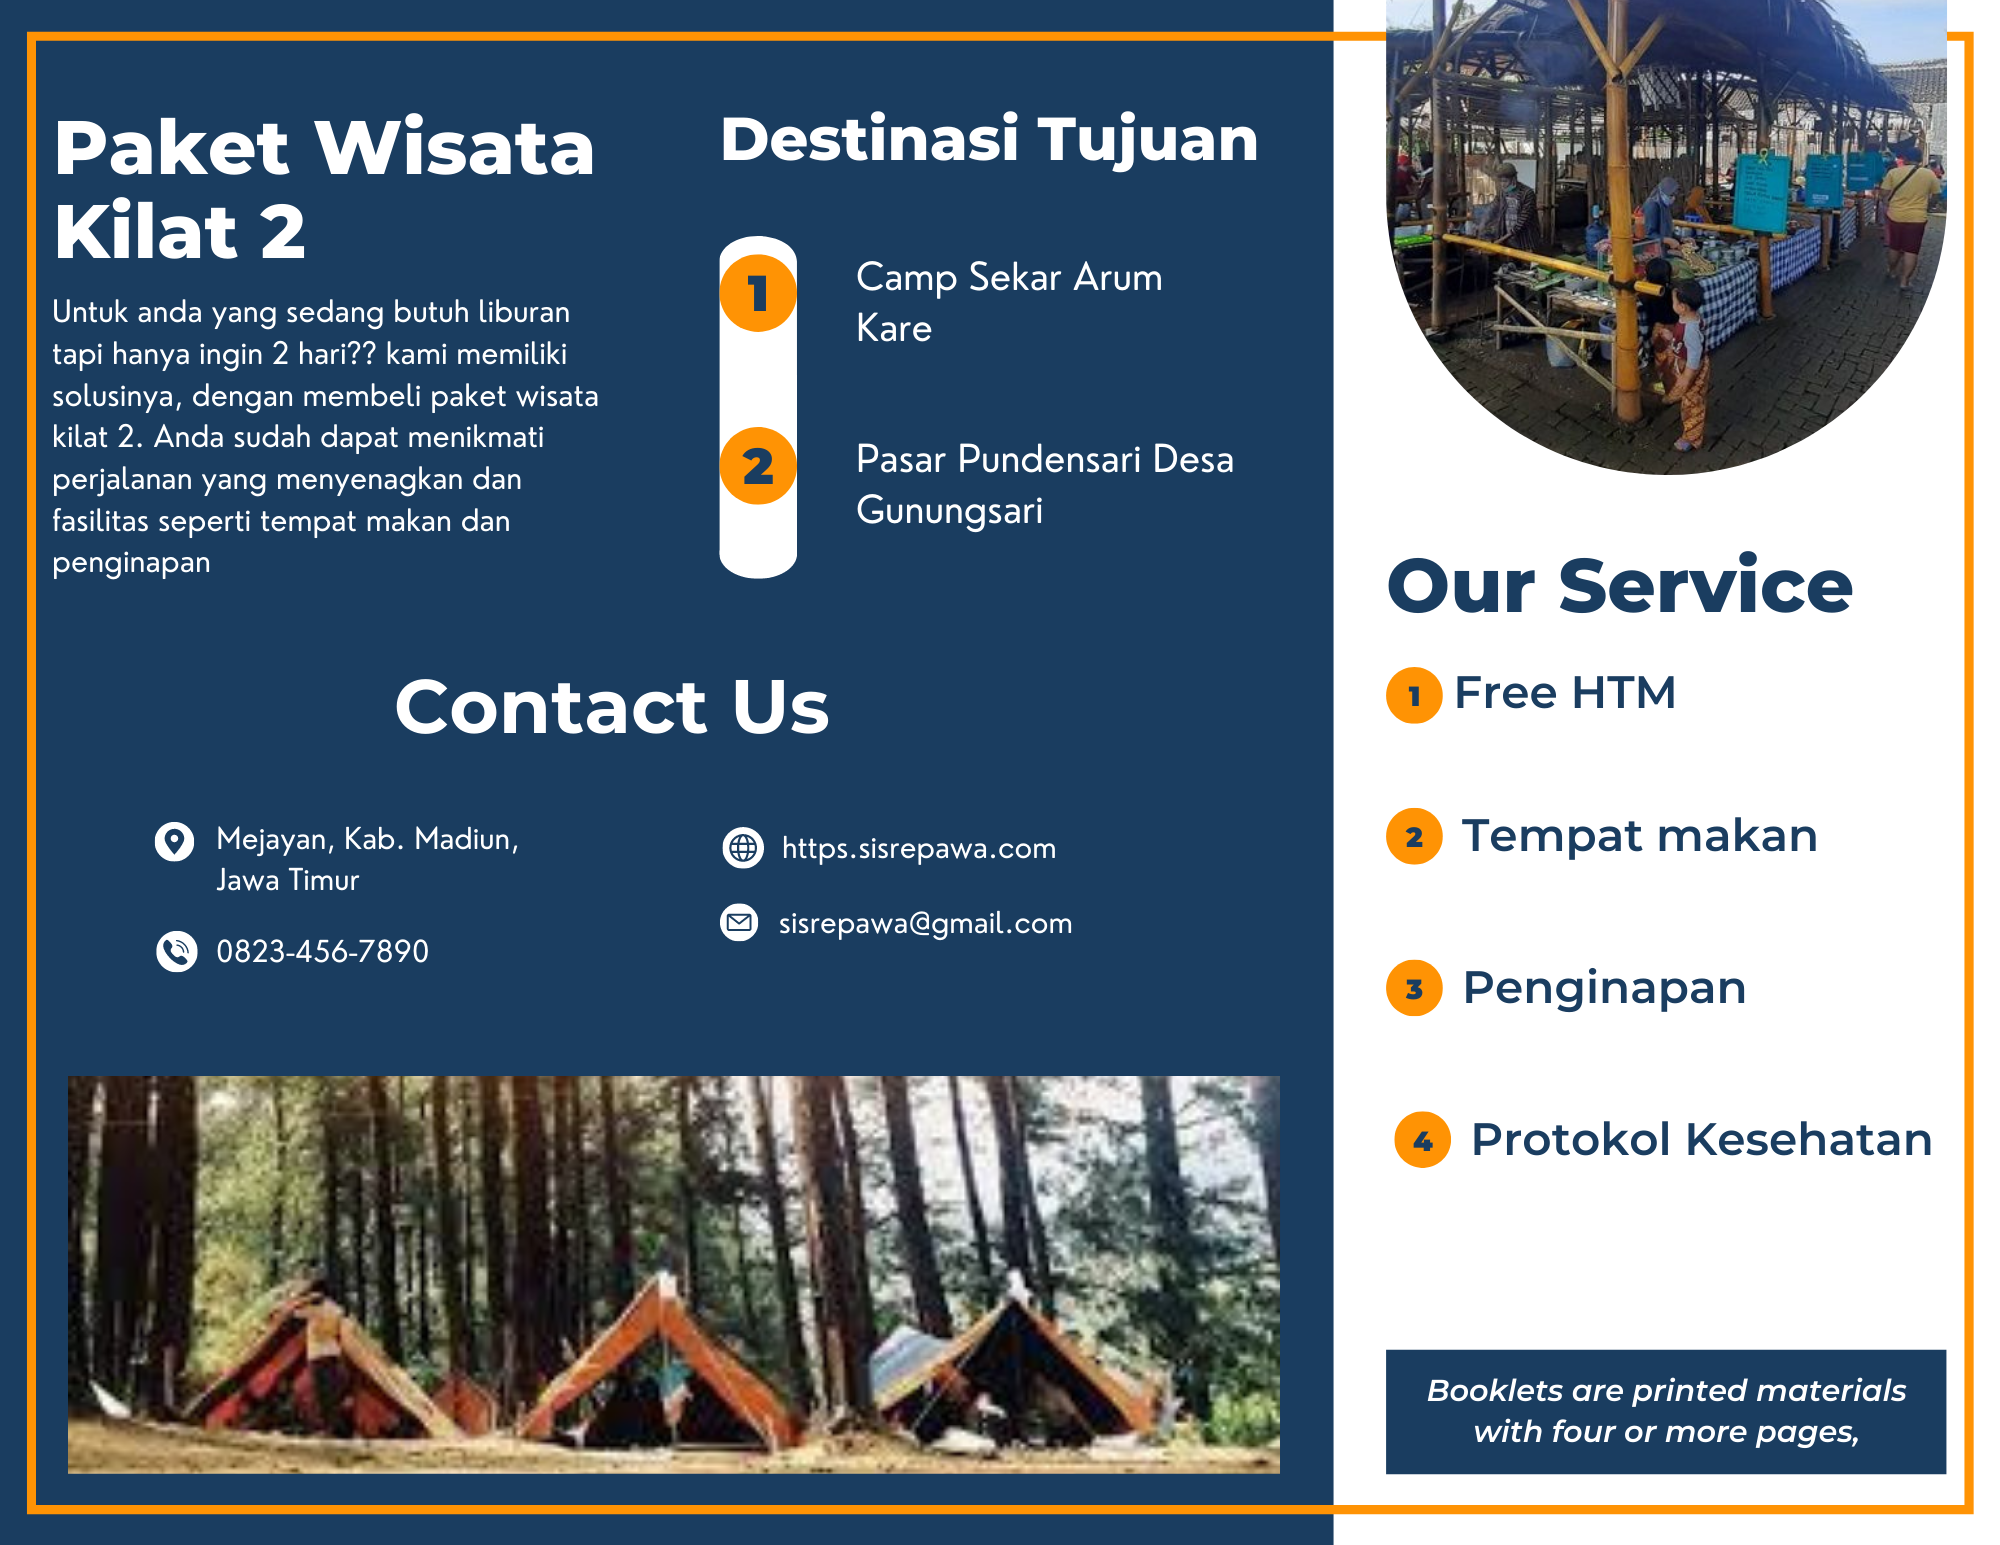 Paket Wisata
Kilat 2
Untuk anda yang sedang butuh liburan
tapi hanya ingin 2 hari?? kami memiliki
solusinya, dengan membeli paket wisata
kilat 2. Anda sudah dapat menikmati
perjalanan yang menyenagkan dan
fasilitas seperti tempat makan dan
penginapan
Destinasi Tujuan
1
Camp Sekar Arum
Kare
2
Pasar Pundensari Desa
Gunungsari
Contact Us
Mejayan, Kab. Madiun,
Jawa Timur
0823-456-7890
https.sisrepawa.com
sisrepawa@gmail.com
Our Service
1 Free HTM
2 Tempat makan
3 Penginapan
4 Protokol Kesehatan
Booklets are printed materials
with four or more pages,